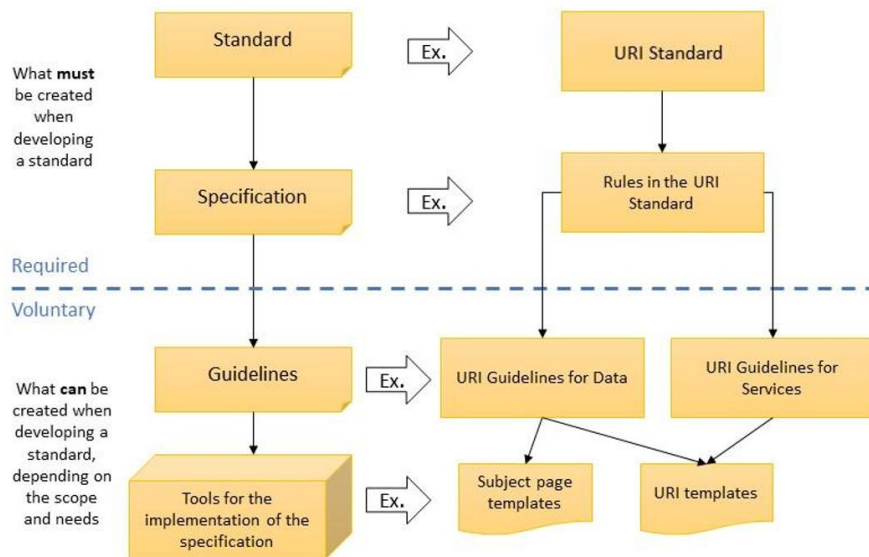 Standard
Ex.
URI Standard
What must
be created
when
developing
a standard
Specification
Ex.
Rules in the URI
Standard
Required
Voluntary
Guidelines
Ex.
URI Guidelines for Data
URI Guidelines for
Services
What can be
created when
developing a
standard,
depending on
the scope
and needs
Tools for the
implementation of the
specification
Ex.
Subject page
templates
URI templates